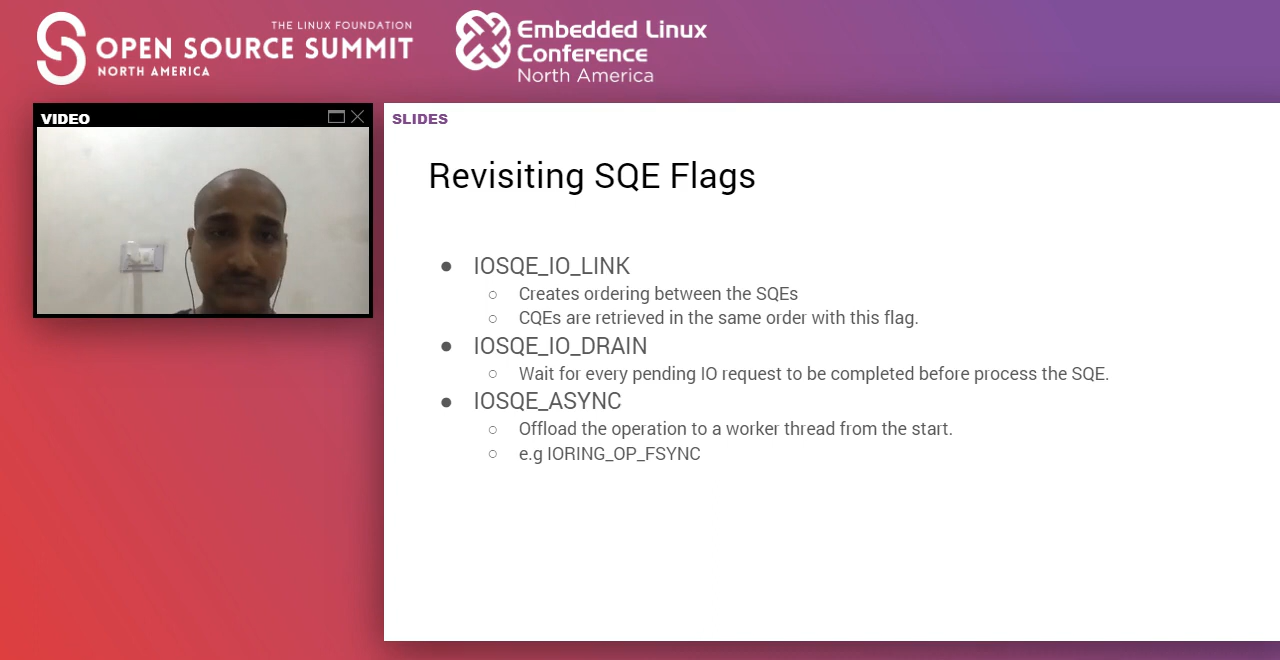 THE LINUX FOUNDATION
OPEN SOURCE SUMMIT
NORTH AMERICA
Embedded Linux
Conference
North America
VIDEO
SLIDES
Revisiting SQE Flags
● IOSQE_IO_LINK
○ Creates ordering between the SQEs
○ CQEs are retrieved in the same order with this flag.
● IOSQE_IO_DRAIN
○ Wait for every pending IO request to be completed before process the SQE.
● IOSQE_ASYNC
○ Offload the operation to a worker thread from the start.
○ e.g IORING_OP_FSYNC